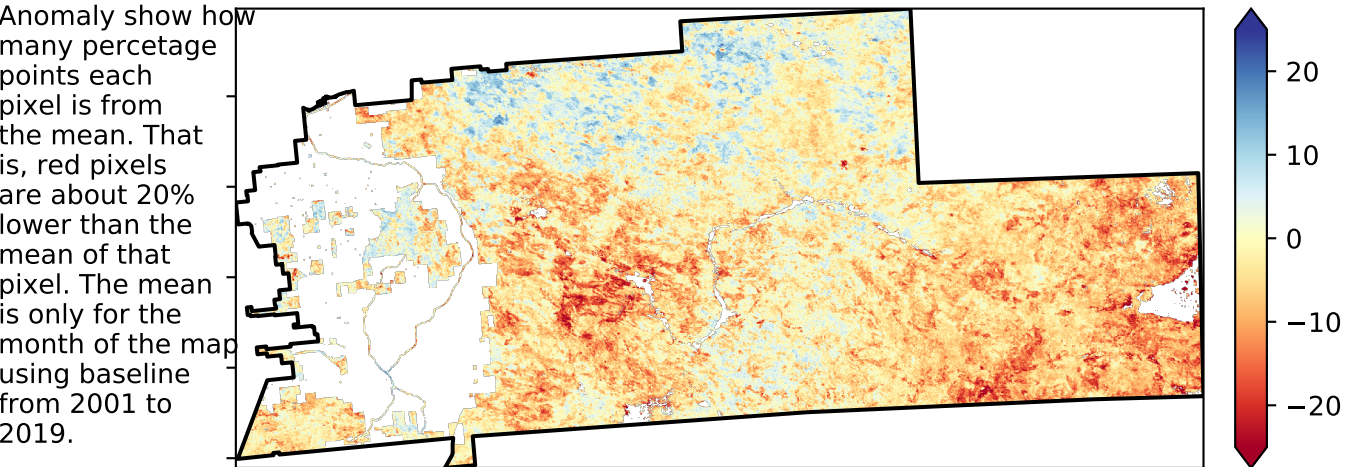 Anomaly show how
many percetage
points each
pixel is from
the mean. That
is, red pixels
are about 20%
lower than the
mean of that
pixel. The mean
is only for the
month of the map
using baseline
from 2001 to
2019.
20
10
0
−10
−20